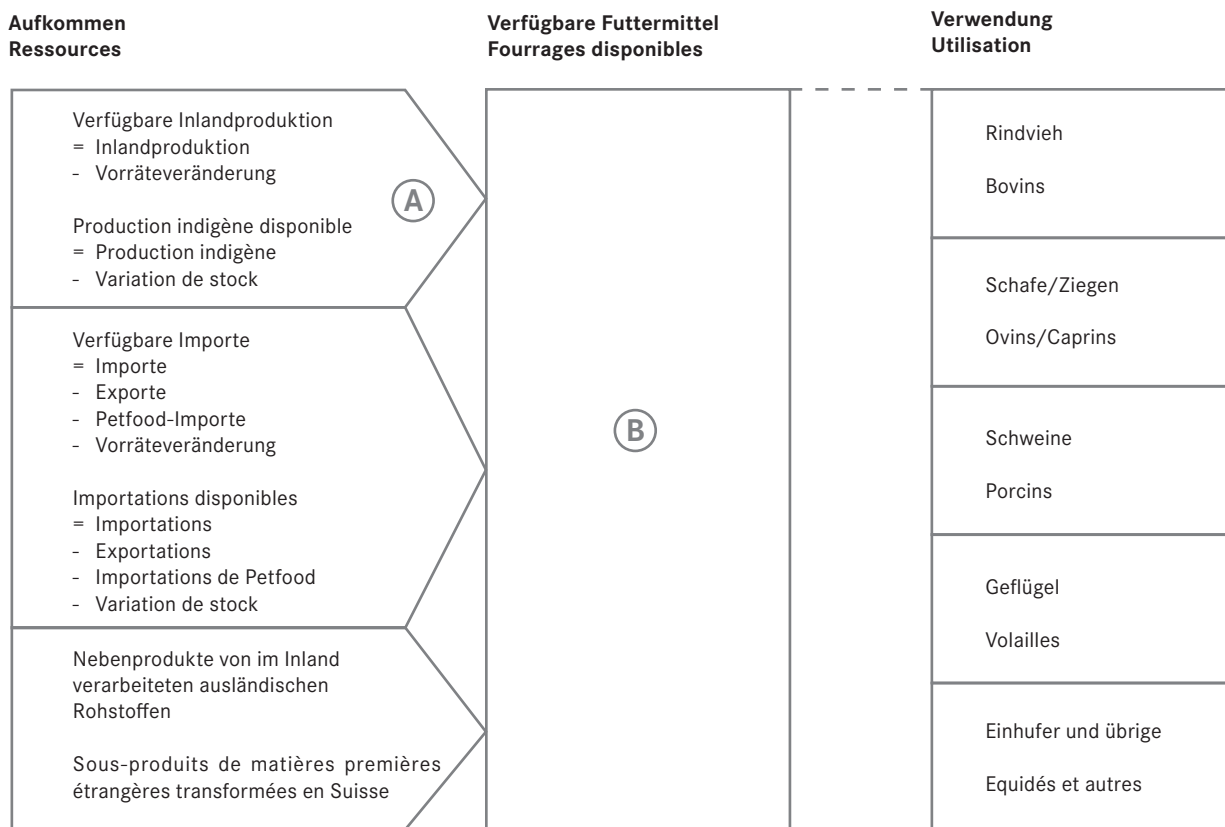 Aufkommen
Ressources
Verfügbare Futtermittel
Fourrages disponibles
Verwendung
Utilisation
Verfügbare Inlandproduktion
= Inlandproduktion
- Vorräteveränderung
A
Production indigène disponible
= Production indigène
- Variation de stock
Verfügbare Importe
= Importe
- Exporte
- Petfood-Importe
- Vorräteveränderung
Importations disponibles
= Importations
- Exportations
- Importations de Petfood
- Variation de stock
Nebenprodukte von im Inland
verarbeiteten ausländischen
Rohstoffen
Sous-produits de matières premières
étrangères transformées en Suisse
B
Rindvieh
Bovins
Schafe/Ziegen
Ovins/Caprins
Schweine
Porcins
Geflügel
Volailles
Einhufer und übrige
Equidés et autres